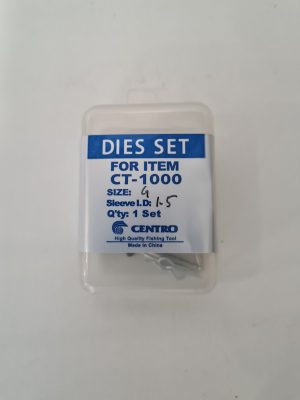 DIES SET
FOR ITEM
CT-1000
SIZE: G
Sleeve I.D: 1.5
Q'ty: 1 Set
CENTRO
High Quality Fishing Tool
Made in China